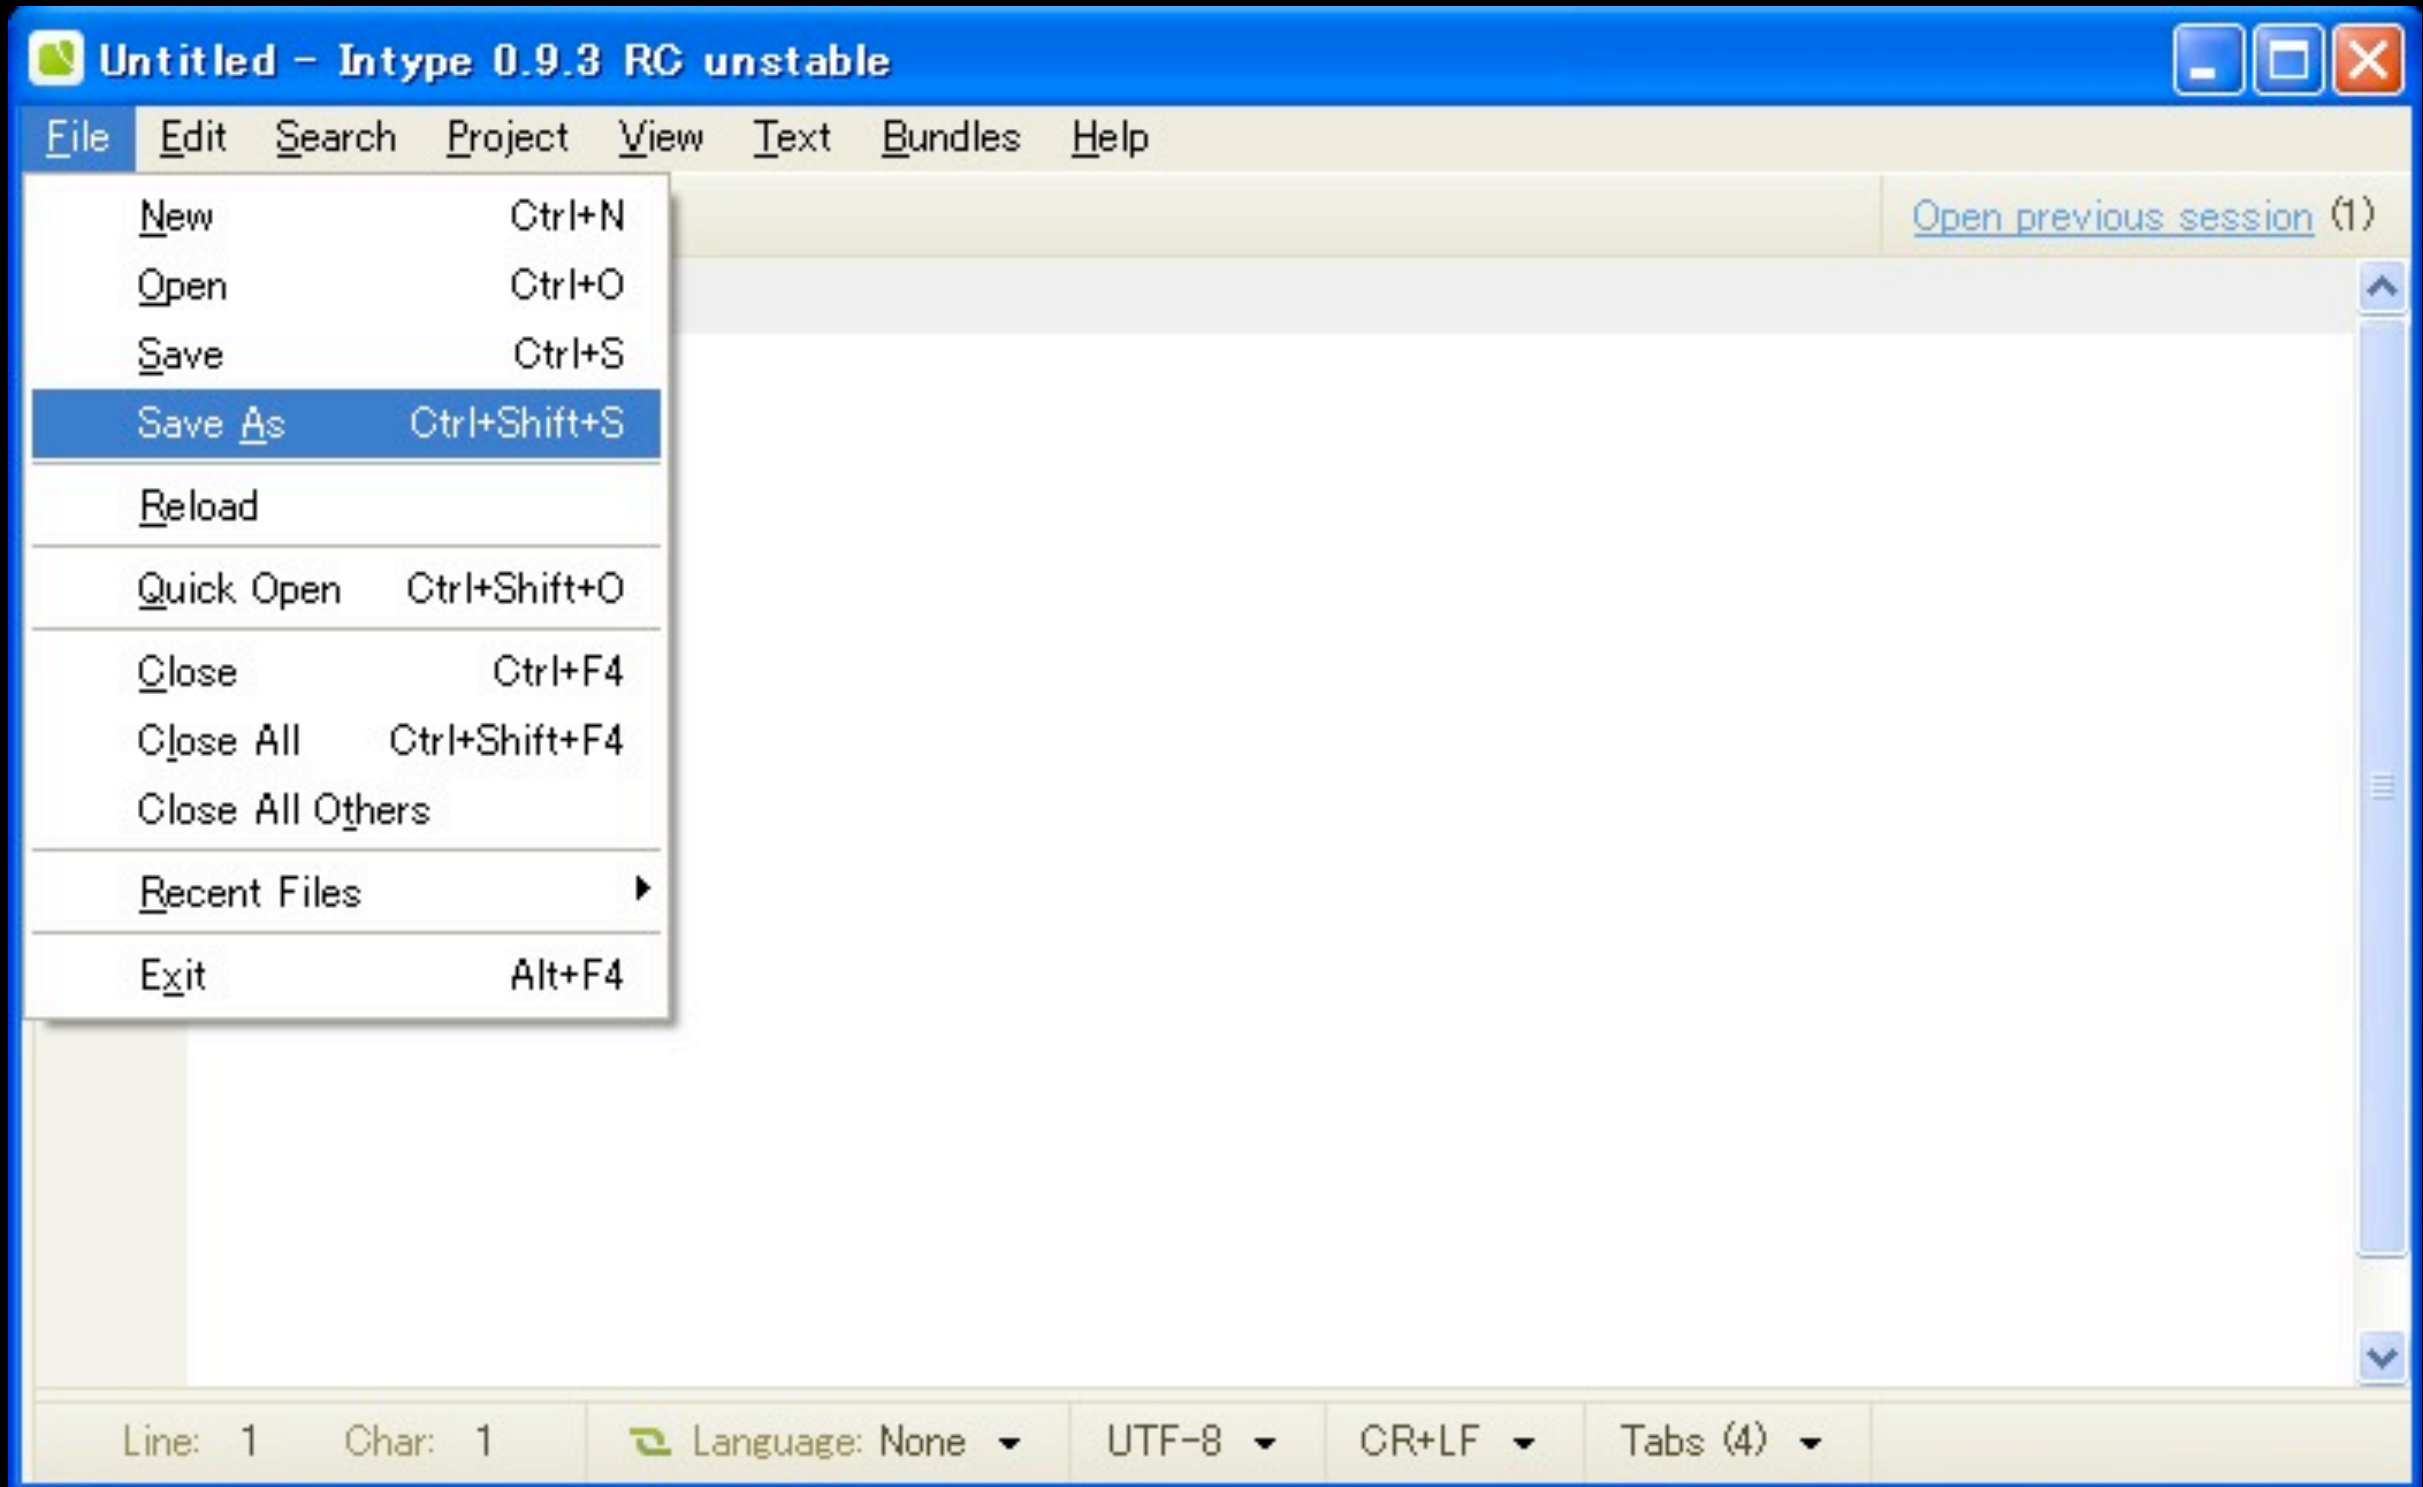 Untitled - Intype 0.9.3 RC unstable
File Edit Search Project View Text Bundles Help
Open previous session (1)
New Ctrl+N
Open Ctrl+O
Save Ctrl+S
Save As Ctrl+Shift+S
Reload
Quick Open Ctrl+Shift+O
Close Ctrl+F4
Close All Ctrl+Shift+F4
Close All Others
Recent Files
Exit Alt+F4
Line: 1 Char: 1 Language: None UTF-8 CR+LF Tabs (4)